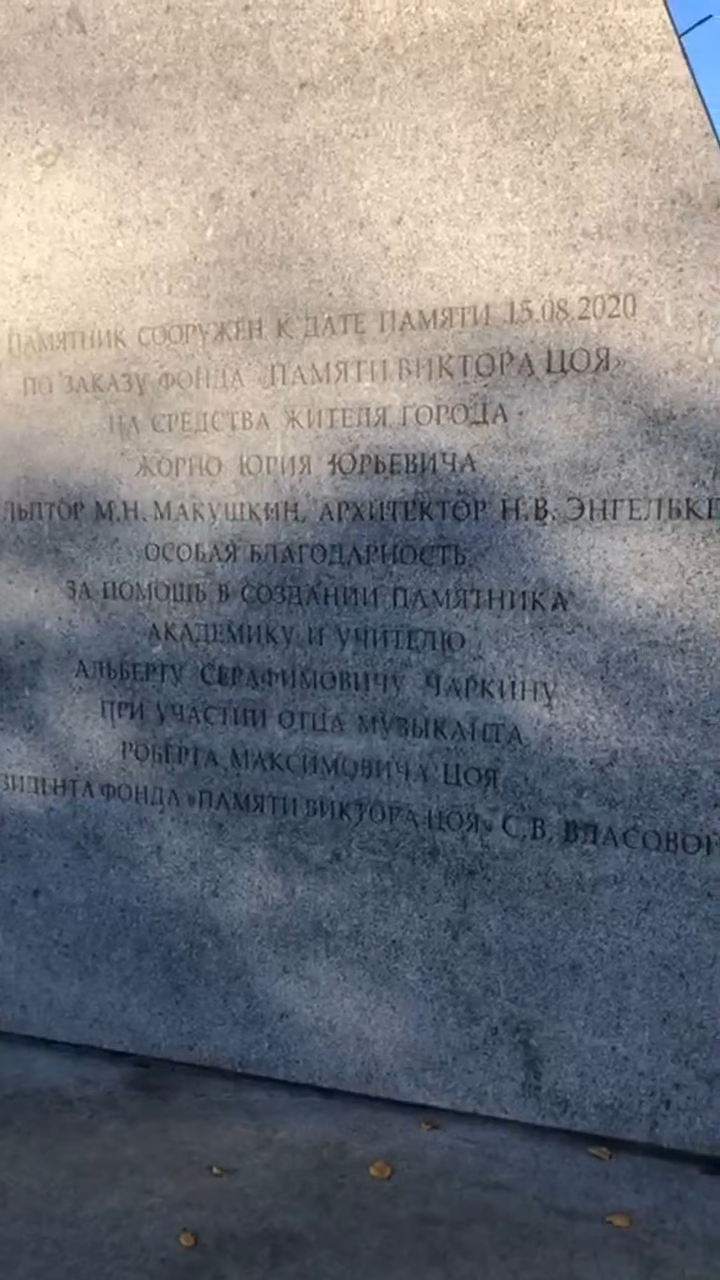 ПАМЯТНИК СООРУЖЕН К ДАТЕ ПАМЯТИ 15.08.2020
ПО ЗАКАЗУ ФОНДА «ПАМЯТИ ВИКТОРА ЦОЯ»
НА СРЕДСТВА ЖИТЕЛЯ ГОРОДА
ЖОРНО ЮРИЯ ЮРЬЕВИЧА
ЛЬПТОР М.Н. МАКУШКИН, АРХИТЕКТОР Н.В. ЭНГЕЛЬКЕ
ОСОБАЯ БЛАГОДАРНОСТЬ
ЗА ПОМОЩЬ В СОЗДАНИИ ПАМЯТНИКА
АКАДЕМИКУ И УЧИТЕЛЮ
АЛЬБЕРТУ СЕРАФИМОВИЧУ ЧАРКИНУ
ПРИ УЧАСТИИ ОТЦА МУЗЫКАНТА
РОБЕРТА МАКСИМОВИЧА ЦОЯ
ЗИДЕНТА ФОНДА «ПАМЯТИ ВИКТОРА ЦОЯ» С.В. ВЛАСОВОЙ